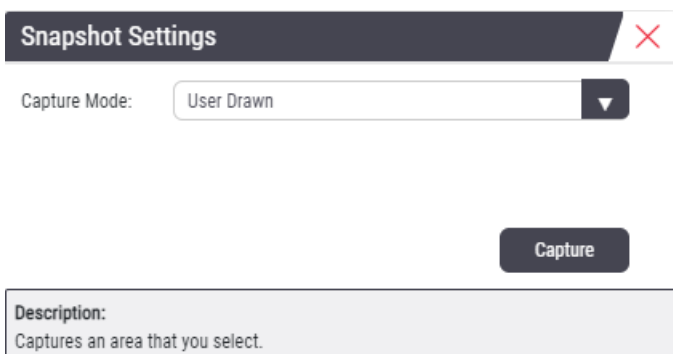 Snapshot Settings
Capture Mode: User Drawn
Capture
Description:
Captures an area that you select.